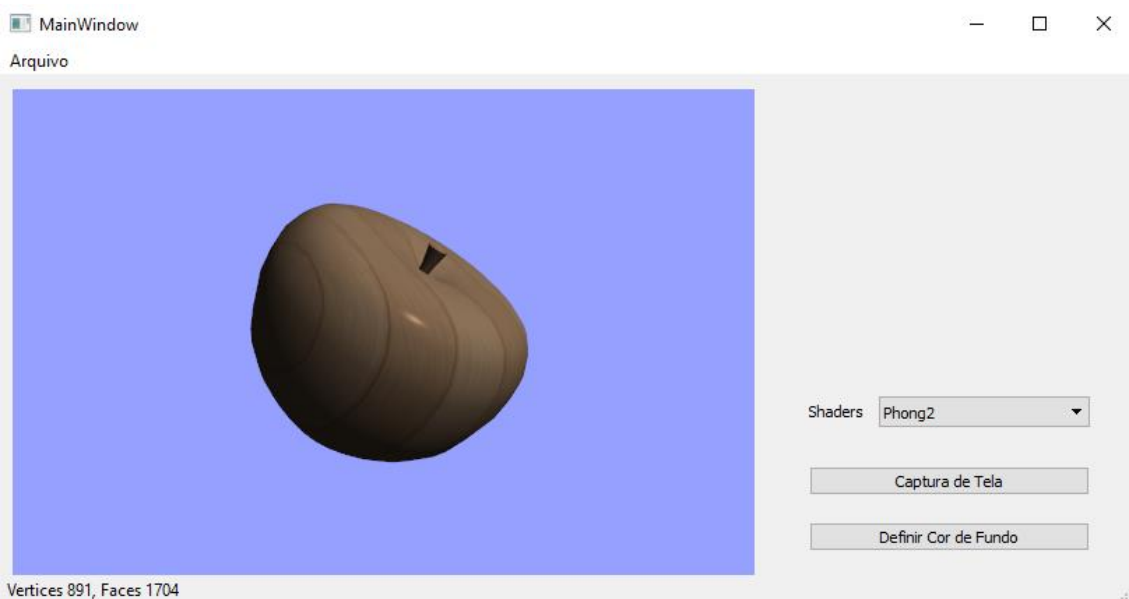 MainWindow
Arquivo
Shaders Phong2
Captura de Tela
Definir Cor de Fundo
Vertices 891, Faces 1704